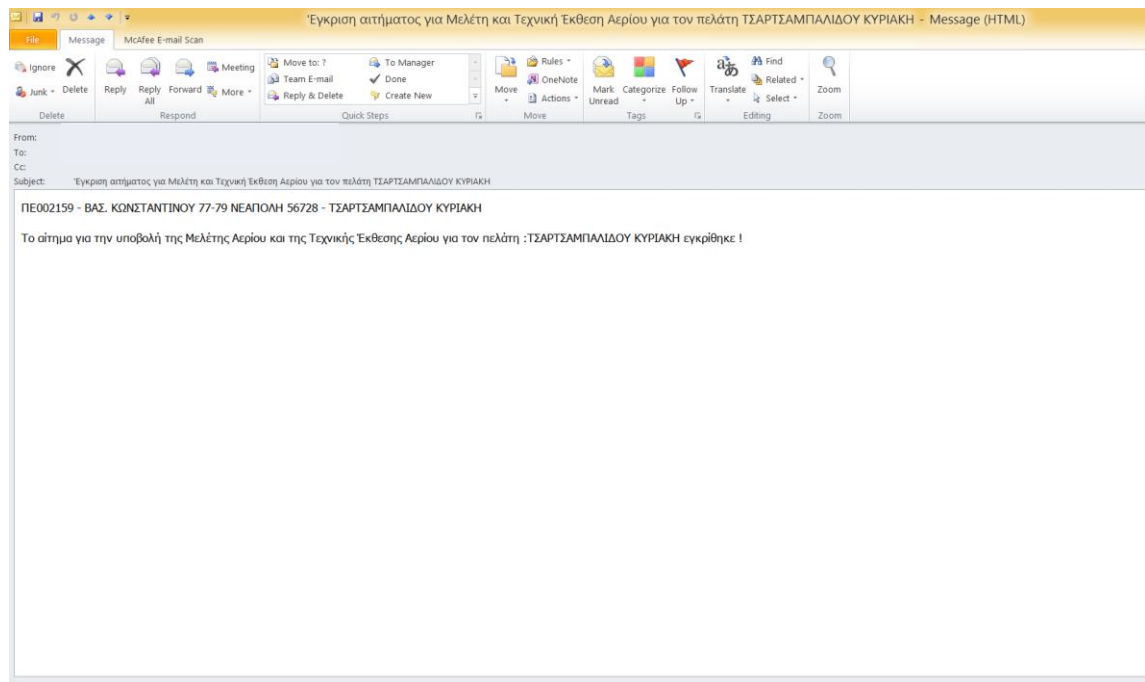 Έγκριση αιτήματος για Μελέτη και Τεχνική Έκθεση Αερίου για τον πελάτη ΤΣΑΡΤΣΑΜΠΑΛΙΔΟΥ ΚΥΡΙΑΚΗ - Message (HTML)
File Message McAfee E-mail Scan
Ignore Delete Reply Reply All Forward Meeting Move to: ? To Manager Move Rules OneNote Mark Unread Categorize Follow Up Translate Find Zoom
Junk More Team E-mail Done Actions Related
Reply & Delete Create New Select
Delete Respond Quick Steps Move Tags Editing Zoom
From:
To:
Cc:
Subject: Έγκριση αιτήματος για Μελέτη και Τεχνική Έκθεση Αερίου για τον πελάτη ΤΣΑΡΤΣΑΜΠΑΛΙΔΟΥ ΚΥΡΙΑΚΗ
ΠΕ002159 - ΒΑΣ. ΚΩΝΣΤΑΝΤΙΝΟΥ 77-79 ΝΕΑΠΟΛΗ 56728 - ΤΣΑΡΤΣΑΜΠΑΛΙΔΟΥ ΚΥΡΙΑΚΗ
Το αίτημα για την υποβολή της Μελέτης Αερίου και της Τεχνικής Έκθεσης Αερίου για τον πελάτη :ΤΣΑΡΤΣΑΜΠΑΛΙΔΟΥ ΚΥΡΙΑΚΗ εγκρίθηκε !